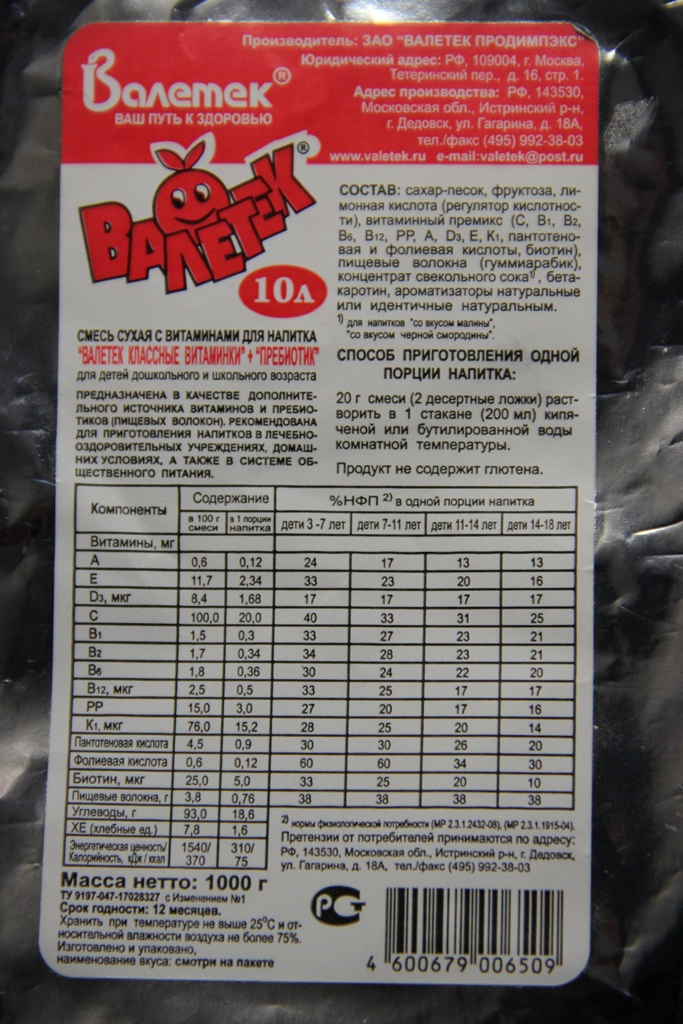 Производитель: ЗАО "ВАЛЕТЕК ПРОДИМПЭКС"
Юридический адрес: РФ, 109004, г. Москва,
Тетеринский пер., д. 16, стр. 1.
Адрес производства: РФ, 143530,
Московская обл., Истринский р-н,
г. Дедовск, ул. Гагарина, д. 18А,
тел./факс (495) 992-38-03
www.valetek.ru e-mail:valetek@post.ru
Валетек®
ВАШ ПУТЬ К ЗДОРОВЬЮ
ВАЛЕТЕК®
10л
СМЕСЬ СУХАЯ С ВИТАМИНАМИ ДЛЯ НАПИТКА
"ВАЛЕТЕК КЛАССНЫЕ ВИТАМИНКИ" + "ПРЕБИОТИК"
для детей дошкольного и школьного возраста
ПРЕДНАЗНАЧЕНА В КАЧЕСТВЕ ДОПОЛНИТЕ-
ЛЬНОГО ИСТОЧНИКА ВИТАМИНОВ И ПРЕБИО-
ТИКОВ (ПИЩЕВЫХ ВОЛОКОН). РЕКОМЕНДОВАНА
ДЛЯ ПРИГОТОВЛЕНИЯ НАПИТКОВ В ЛЕЧЕБНО-
ОЗДОРОВИТЕЛЬНЫХ УЧРЕЖДЕНИЯХ, ДОМАШ-
НИХ УСЛОВИЯХ, А ТАКЖЕ В СИСТЕМЕ ОБ-
ЩЕСТВЕННОГО ПИТАНИЯ.
СОСТАВ: сахар-песок, фруктоза, ли-
монная кислота (регулятор кислотнос-
ти), витаминный премикс (С, В1, В2,
В6, В12, РР, А, D3, Е, К1, пантотено-
вая и фолиевая кислоты, биотин),
пищевые волокна (гуммиарабик),
концентрат свекольного сока1), бета-
каротин, ароматизаторы натуральные
или идентичные натуральным.
1) для напитков "со вкусом малины",
"со вкусом черной смородины".
СПОСОБ ПРИГОТОВЛЕНИЯ ОДНОЙ
ПОРЦИИ НАПИТКА:
20 г смеси (2 десертные ложки) раст-
ворить в 1 стакане (200 мл) кипя-
ченой или бутилированной воды
комнатной температуры.
Продукт не содержит глютена.
Компоненты Содержание %НФП 2) в одной порции напитка
в 100 г смеси в 1 порции напитка дети 3 -7 лет дети 7-11 лет дети 11-14 лет дети 14-18 лет
Витамины, мг
А 0,6 0,12 24 17 13 13
Е 11,7 2,34 33 23 20 16
D3, мкг 8,4 1,68 17 17 17 17
С 100,0 20,0 40 33 31 25
В1 1,5 0,3 33 27 23 21
В2 1,7 0,34 34 28 23 21
В6 1,8 0,36 30 24 22 20
В12, мкг 2,5 0,5 33 25 17 17
РР 15,0 3,0 27 20 17 16
К1, мкг 76,0 15,2 28 25 20 14
Пантотеновая кислота 4,5 0,9 30 30 26 20
Фолиевая кислота 0,6 0,12 60 60 34 30
Биотин, мкг 25,0 5,0 33 25 20 10
Пищевые волокна, г 3,8 0,76 38 38 38 38
Углеводы, г 93,0 18,6
ХЕ (хлебные ед.) 7,8 1,6
Энергетическая ценность/ 1540/ 310/
Калорийность, кДж / ккал 370 75
2) нормы физиологической потребности (МР 2.3.1.2432-08), (МР 2.3.1.1915-04).
Претензии от потребителей принимаются по адресу:
РФ, 143530, Московская обл., Истринский р-н, г. Дедовск,
ул. Гагарина, д. 18А, тел./факс (495) 992-38-03
Масса нетто: 1000 г
ТУ 9197-047-17028327 с Изменением №1
Срок годности: 12 месяцев.
Хранить при температуре не выше 25°С и от-
носительной влажности воздуха не более 75%.
Изготовлено и упаковано,
наименование вкуса: смотри на пакете
РСТ
4 600679 006509